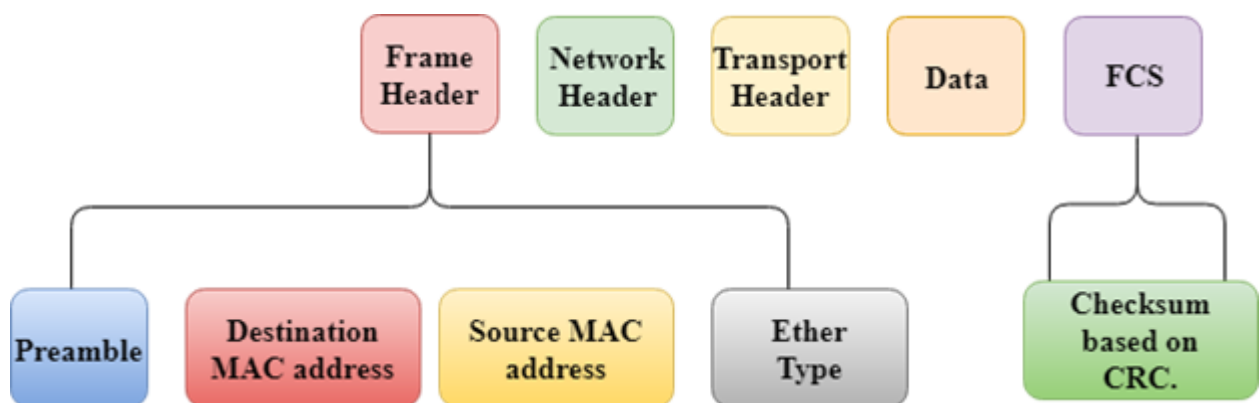 Frame
Header
Network
Header
Transport
Header
Data
FCS
Preamble
Destination
MAC address
Source MAC
address
Ether
Type
Checksum
based on
CRC.